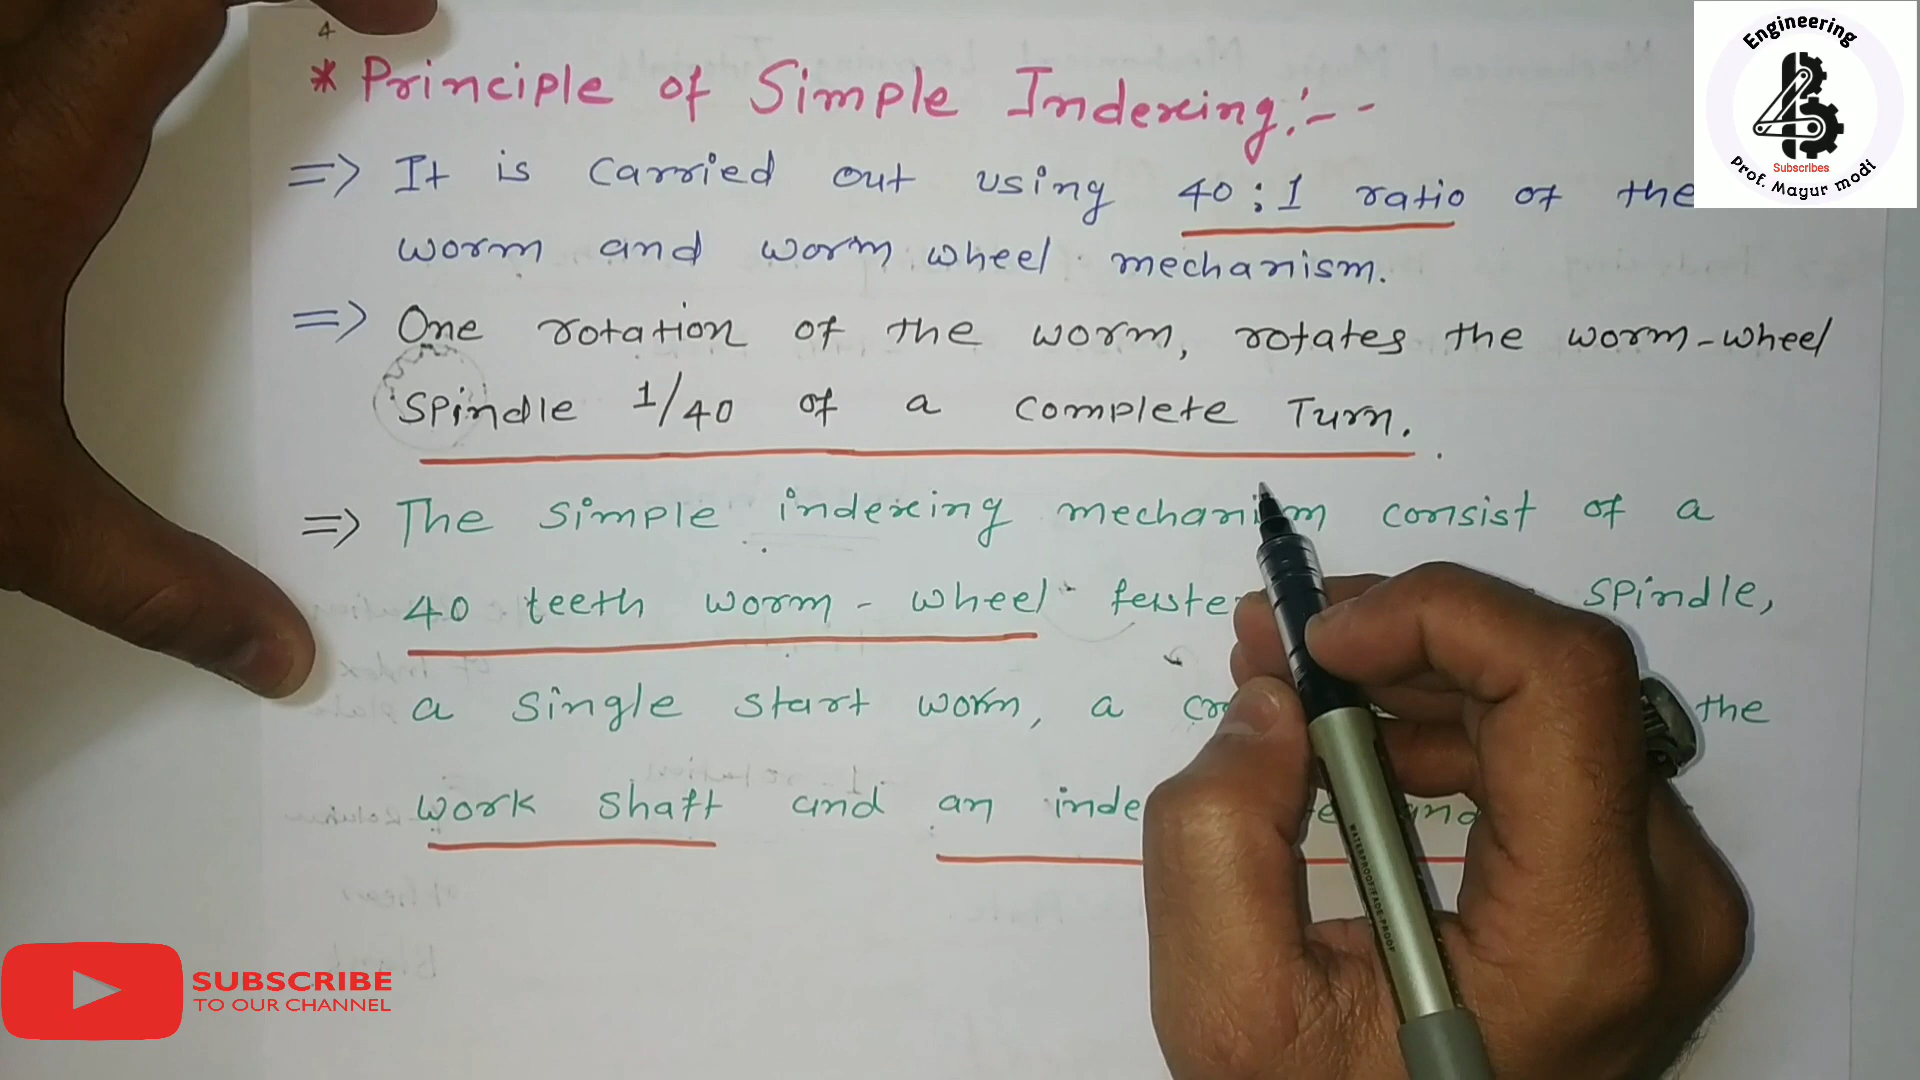 4
* Principle of Simple Indexing:--
=> It is carried out using 40:1 ratio of the
worm and worm wheel mechanism.
=> One rotation of the worm, rotates the worm-wheel
spindle 1/40 of a complete Turn.
=> The simple indexing mechanism consist of a
40 teeth worm-wheel spindle,
a single start worm, a the
work shaft and an
Engineering
Subscribes
Prof. Mayur modi
WATERPROOF/FADE-PROOF
SUBSCRIBE
TO OUR CHANNEL